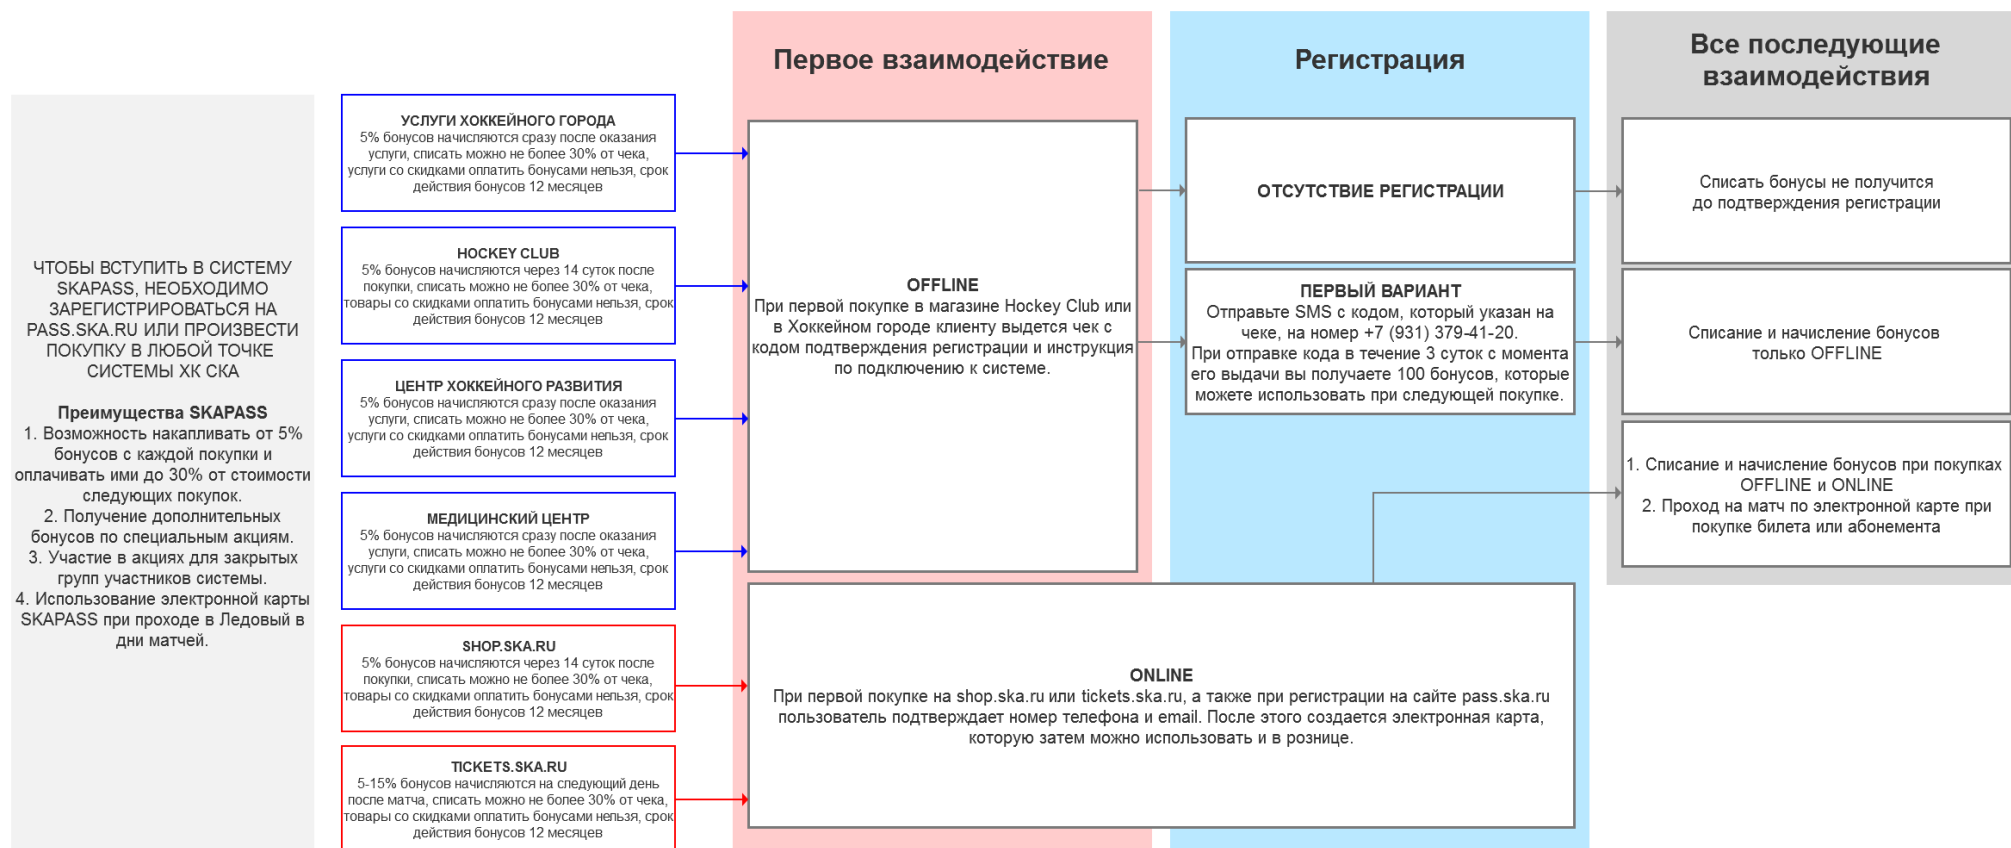 ЧТОБЫ ВСТУПИТЬ В СИСТЕМУ
SKAPASS, НЕОБХОДИМО
ЗАРЕГИСТРИРОВАТЬСЯ НА
PASS.SKA.RU ИЛИ ПРОИЗВЕСТИ
ПОКУПКУ В ЛЮБОЙ ТОЧКЕ
СИСТЕМЫ ХК СКА
Преимущества SKAPASS
1. Возможность накапливать от 5%
бонусов с каждой покупки и
оплачивать ими до 30% от стоимости
следующих покупок.
2. Получение дополнительных
бонусов по специальным акциям.
3. Участие в акциях для закрытых
групп участников системы.
4. Использование электронной карты
SKAPASS при проходе в Ледовый в
дни матчей.
УСЛУГИ ХОККЕЙНОГО ГОРОДА
5% бонусов начисляются сразу после оказания
услуги, списать можно не более 30% от чека,
услуги со скидками оплатить бонусами нельзя, срок
действия бонусов 12 месяцев
HOCKEY CLUB
5% бонусов начисляются через 14 суток после
покупки, списать можно не более 30% от чека,
товары со скидками оплатить бонусами нельзя, срок
действия бонусов 12 месяцев
ЦЕНТР ХОККЕЙНОГО РАЗВИТИЯ
5% бонусов начисляются сразу после оказания
услуги, списать можно не более 30% от чека,
услуги со скидками оплатить бонусами нельзя, срок
действия бонусов 12 месяцев
МЕДИЦИНСКИЙ ЦЕНТР
5% бонусов начисляются сразу после оказания
услуги, списать можно не более 30% от чека,
услуги со скидками оплатить бонусами нельзя, срок
действия бонусов 12 месяцев
SHOP.SKA.RU
5% бонусов начисляются через 14 суток после
покупки, списать можно не более 30% от чека,
товары со скидками оплатить бонусами нельзя, срок
действия бонусов 12 месяцев
TICKETS.SKA.RU
5-15% бонусов начисляются на следующий день
после матча, списать можно не более 30% от чека,
товары со скидками оплатить бонусами нельзя, срок
действия бонусов 12 месяцев
Первое взаимодействие
OFFLINE
При первой покупке в магазине Hockey Club или
в Хоккейном городе клиенту выдется чек с
кодом подтверждения регистрации и инструкция
по подключению к системе.
ONLINE
При первой покупке на shop.ska.ru или tickets.ska.ru, а также при регистрации на сайте pass.ska.ru
пользователь подтверждает номер телефона и email. После этого создается электронная карта,
которую затем можно использовать и в рознице.
Регистрация
ОТСУТСТВИЕ РЕГИСТРАЦИИ
ПЕРВЫЙ ВАРИАНТ
Отправьте SMS с кодом, который указан на
чеке, на номер +7 (931) 379-41-20.
При отправке кода в течение 3 суток с момента
его выдачи вы получаете 100 бонусов, которые
можете использовать при следующей покупке.
Все последующие
взаимодействия
Списать бонусы не получится
до подтверждения регистрации
Списание и начисление бонусов
только OFFLINE
1. Списание и начисление бонусов при покупках
OFFLINE и ONLINE
2. Проход на матч по электронной карте при
покупке билета или абонемента